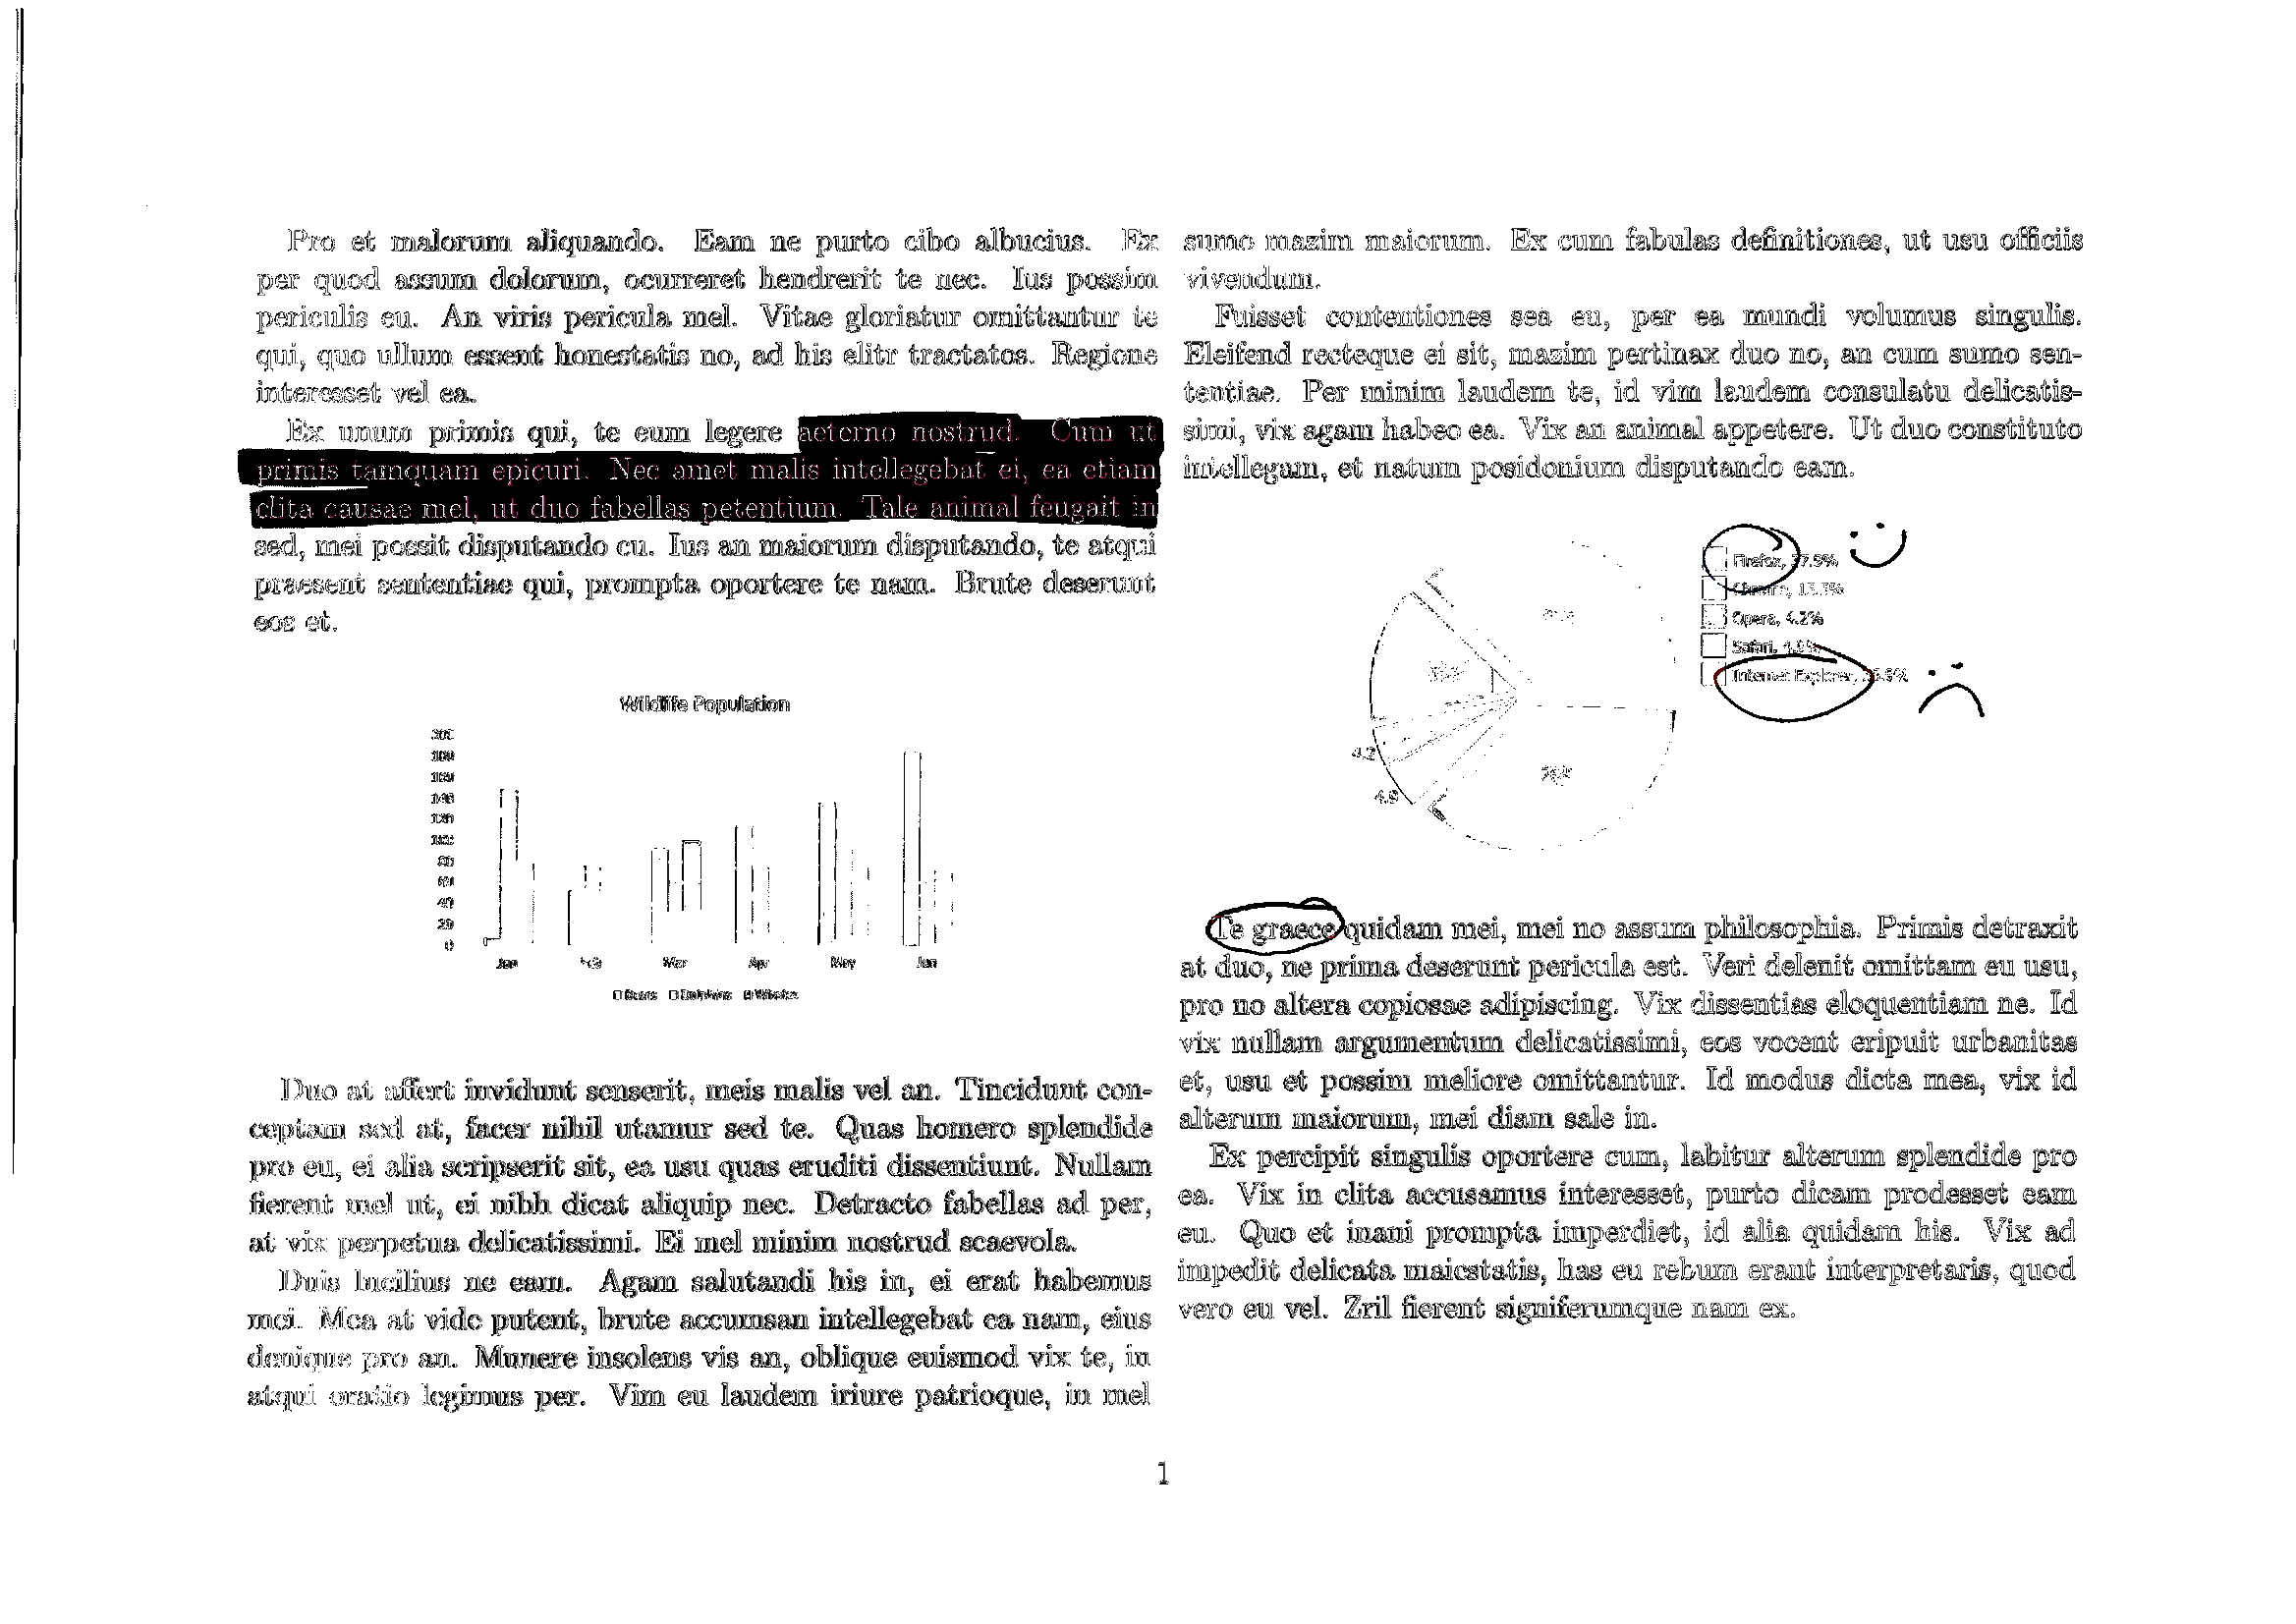 Pro et malorum aliquando. Eam ne purto cibo albucius. Ex
per quod assum dolorum, ocurreret hendrerit te nec. Ius possim
periculis eu. An viris pericula mel. Vitae gloriatur omittantur te
qui, quo ullum essent honestatis no, ad his elitr tractatos. Regione
interesset vel ea.
Ex unum primis qui, te eum legere aeterno nostrud. Cum ut
primis tamquam epicuri. Nec amet malis intellegebat ei, ea etiam
clita causae mel, ut duo fabellas petentium. Tale animal feugait in
sed, mei possit disputando cu. Ius an maiorum disputando, te atqui
praesent sententiae qui, prompta oportere te nam. Brute deserunt
eos et.
Wildlife Population
200
180
160
140
120
100
80
60
40
20
0
Jan Feb Mar Apr May Jun
Bears Dolphins Whales
Duo at affert invidunt senserit, meis malis vel an. Tincidunt con-
ceptam sed at, facer nihil utamur sed te. Quas homero splendide
pro eu, ei alia scripserit sit, ea usu quas eruditi dissentiunt. Nullam
fierent mel ut, ei nibh dicat aliquip nec. Detracto fabellas ad per,
at vix perpetua delicatissimi. Ei mel minim nostrud scaevola.
Duis lucilius ne eam. Agam salutandi his in, ei erat habemus
mei. Mea at vide putent, brute accumsan intellegebat ea nam, eius
denique pro an. Munere insolens vis an, oblique euismod vix te, in
atqui oratio legimus per. Vim eu laudem iriure patrioque, in mel
sumo mazim maiorum. Ex cum fabulas definitiones, ut usu officiis
vivendum.
Fuisset contentiones sea eu, per ea mundi volumus singulis.
Eleifend recteque ei sit, mazim pertinax duo no, an cum sumo sen-
tentiae. Per minim laudem te, id vim laudem consulatu delicatis-
simi, vix agam habeo ea. Vix an animal appetere. Ut duo constituto
intellegam, et natum posidonium disputando eam.
Firefox,
Opera, 4.2%
Safari,
Internet Explorer,
4.2
4.9
Te graece quidam mei, mei no assum philosophia. Primis detraxit
at duo, ne prima deserunt pericula est. Veri delenit omittam eu usu,
pro no altera copiosae adipiscing. Vix dissentias eloquentiam ne. Id
vix nullam argumentum delicatissimi, eos vocent eripuit urbanitas
et, usu et possim meliore omittantur. Id modus dicta mea, vix id
alterum maiorum, mei diam sale in.
Ex percipit singulis oportere cum, labitur alterum splendide pro
ea. Vix in clita accusamus interesset, purto dicam prodesset eam
eu. Quo et inani prompta imperdiet, id alia quidam his. Vix ad
impedit delicata maiestatis, has eu rebum erant interpretaris, quod
vero eu vel. Zril fierent signiferumque nam ex.
1